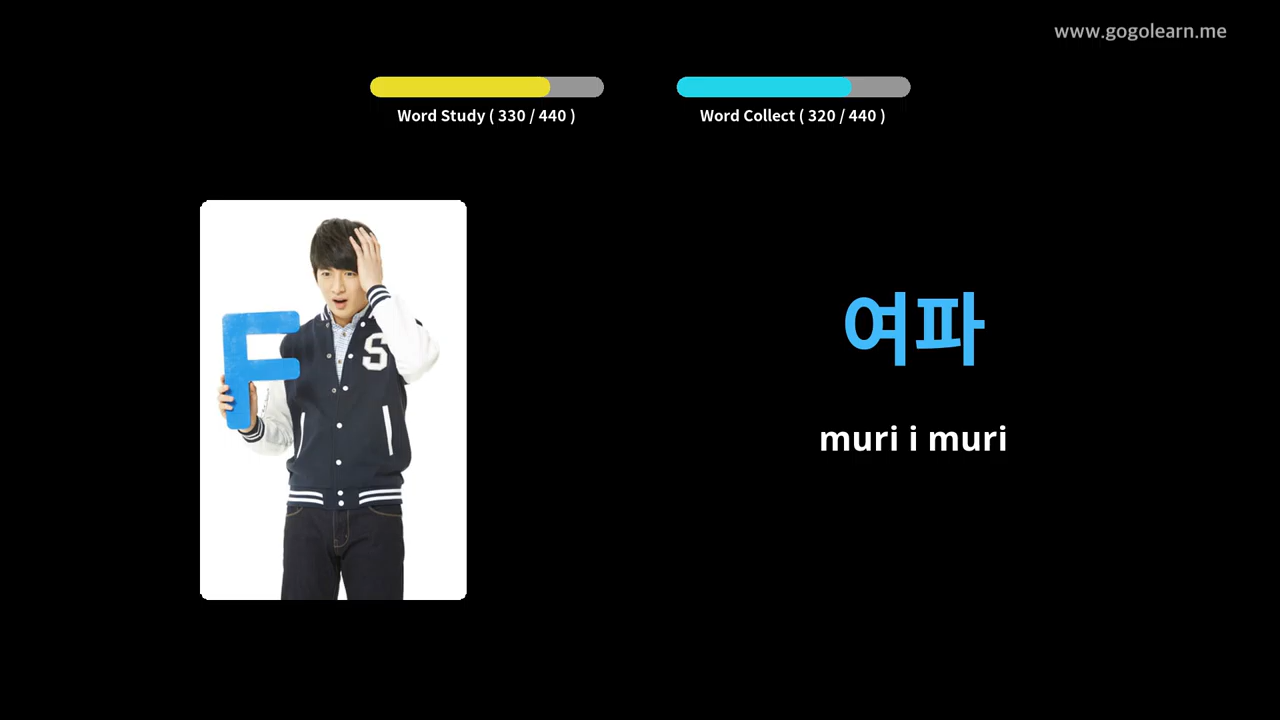 www.gogolearn.me
Word Study ( 330 / 440 )
Word Collect ( 320 / 440 )
F
S
여파
muri i muri